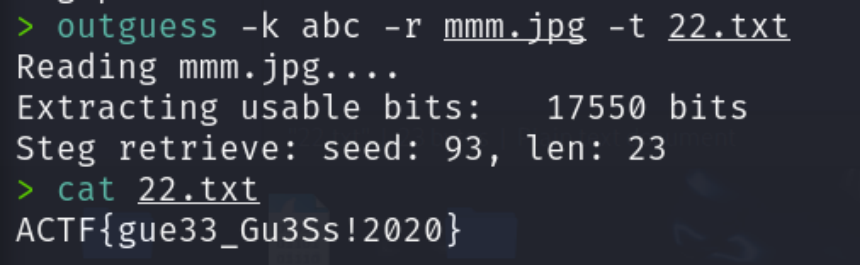 > outguess -k abc -r mmm.jpg -t 22.txt
Reading mmm.jpg....
Extracting usable bits:   17550 bits
Steg retrieve: seed: 93, len: 23
> cat 22.txt
ACTF{gue33_Gu3Ss!2020}